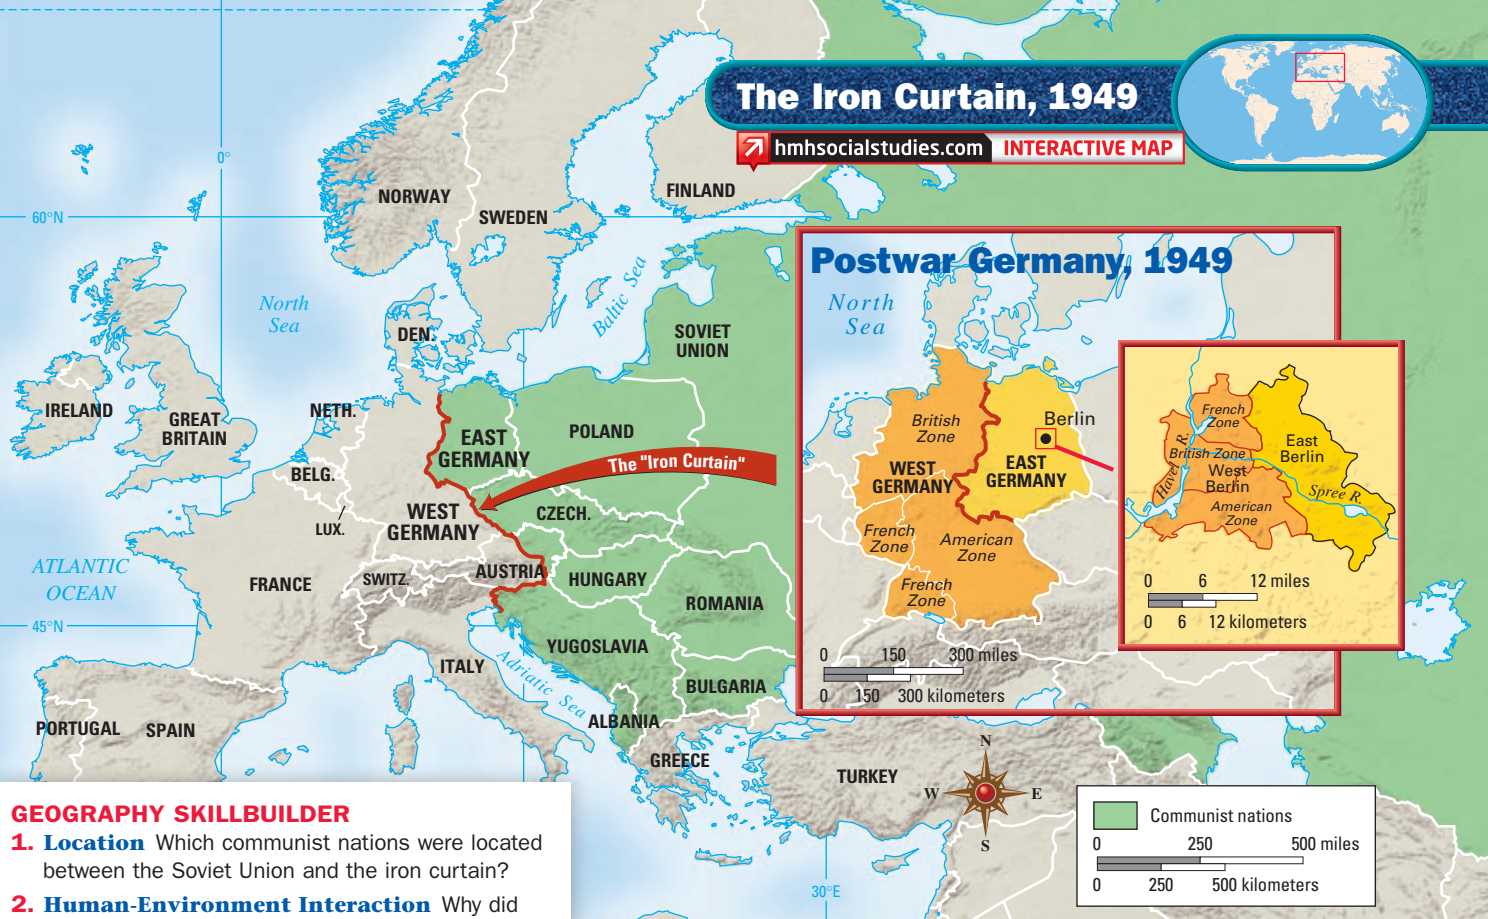 The Iron Curtain, 1949
hmhsocialstudies.com INTERACTIVE MAP
0°
60°N
NORWAY
SWEDEN
FINLAND
North
Sea
Baltic Sea
DEN.
SOVIET
UNION
IRELAND
GREAT
BRITAIN
NETH.
EAST
GERMANY
POLAND
The "Iron Curtain"
BELG.
LUX.
WEST
GERMANY
CZECH.
ATLANTIC
OCEAN
FRANCE
SWITZ.
AUSTRIA
HUNGARY
ROMANIA
45°N
YUGOSLAVIA
ITALY
Adriatic Sea
BULGARIA
PORTUGAL
SPAIN
ALBANIA
GREECE
TURKEY
30°E
N
W
E
S
Postwar Germany, 1949
North
Sea
British
Zone
Berlin
WEST
GERMANY
EAST
GERMANY
French
Zone
American
Zone
French
Zone
0 150 300 miles
0 150 300 kilometers
French
Zone
British Zone
West
Berlin
American
Zone
East
Berlin
Havel R.
Spree R.
0 6 12 miles
0 6 12 kilometers
Communist nations
0 250 500 miles
0 250 500 kilometers
GEOGRAPHY SKILLBUILDER
1. Location Which communist nations were located
between the Soviet Union and the iron curtain?
2. Human-Environment Interaction Why did